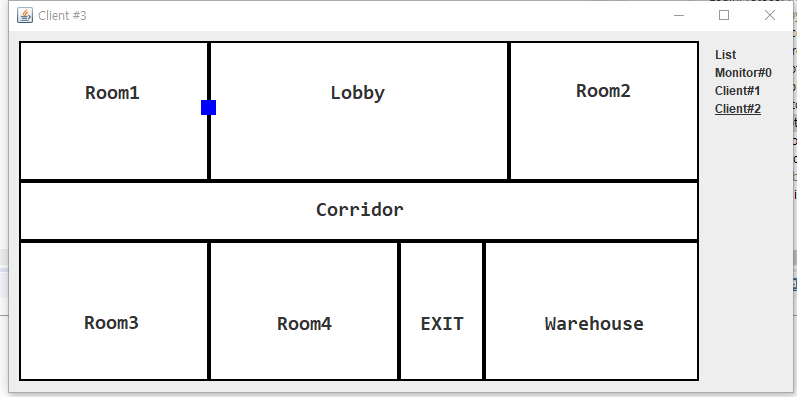 Client #3
Room1
Lobby
Room2
List
Monitor#0
Client#1
Client#2
Corridor
Room3
Room4
EXIT
Warehouse